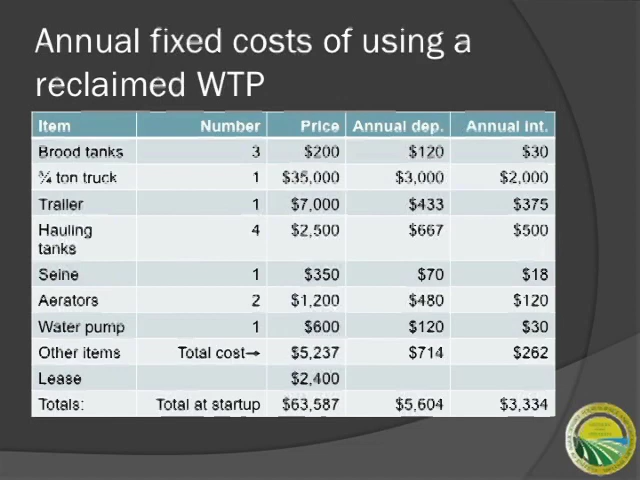 Annual fixed costs of using a
reclaimed WTP
Item Number Price Annual dep. Annual int.
Brood tanks 3 $200 $120 $30
¾ ton truck 1 $35,000 $3,000 $2,000
Trailer 1 $7,000 $433 $375
Hauling
tanks 4 $2,500 $667 $500
Seine 1 $350 $70 $18
Aerators 2 $1,200 $480 $120
Water pump 1 $600 $120 $30
Other items Total cost→ $5,237 $714 $262
Lease $2,400
Totals: Total at startup $63,587 $5,604 $3,334